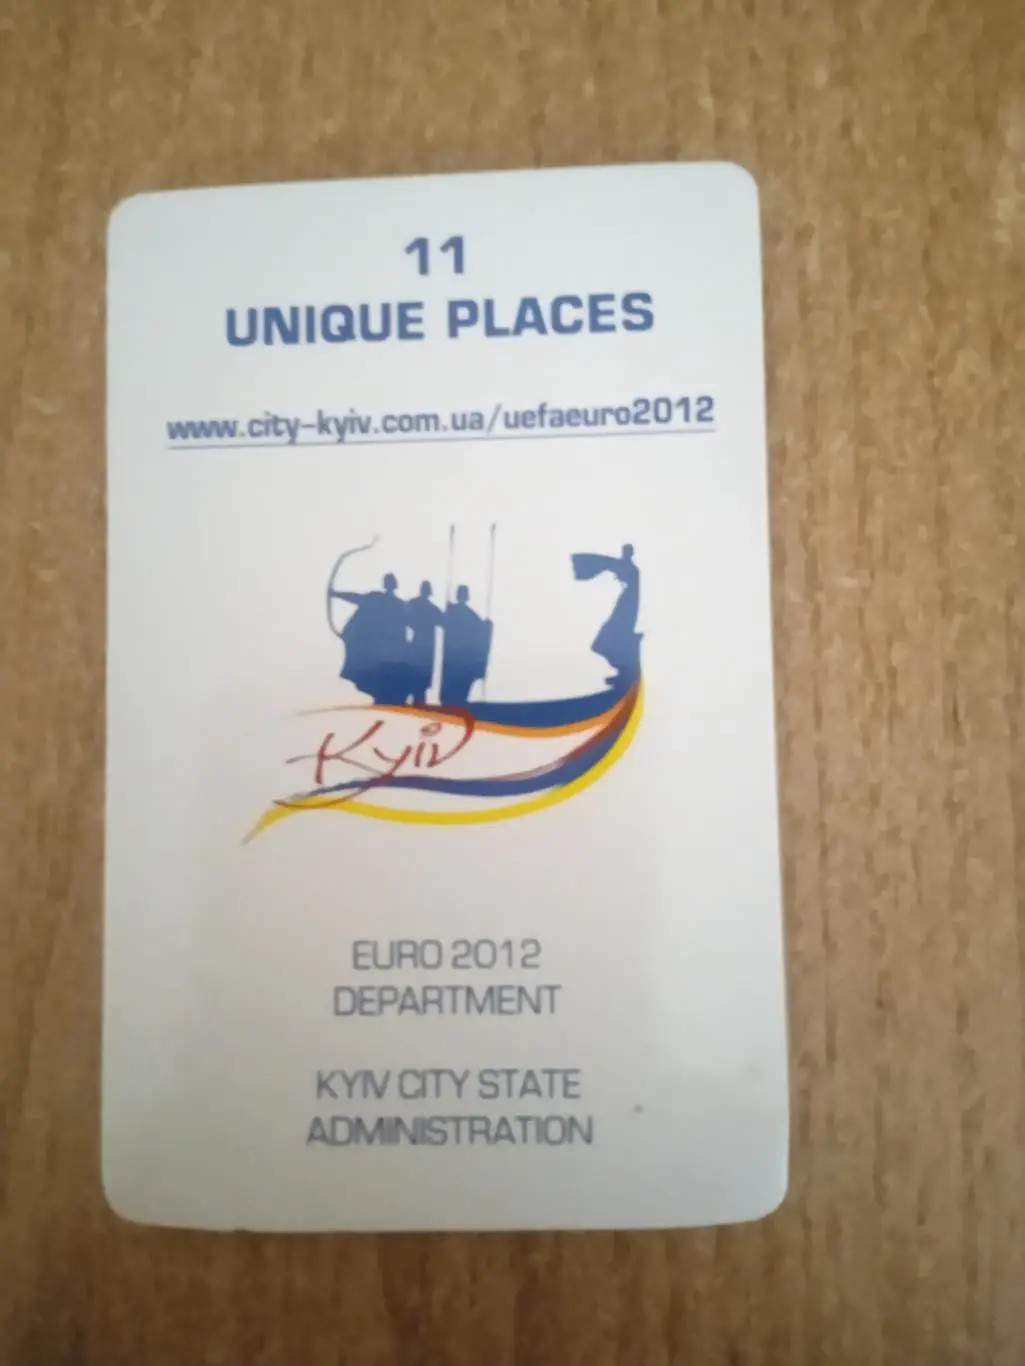 11
UNIQUE PLACES
www.city-kyiv.com.ua/uefaeuro2012
Kyiv
EURO 2012
DEPARTMENT
KYIV CITY STATE
ADMINISTRATION